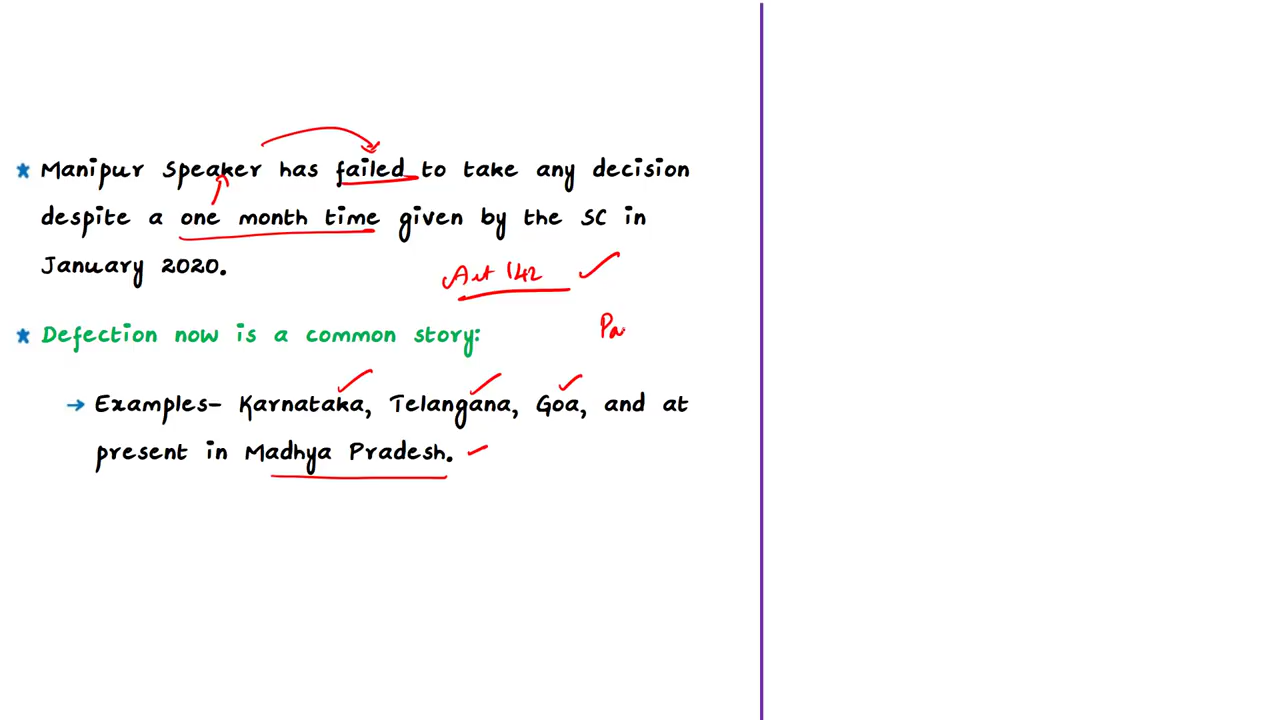 * Manipur Speaker has failed to take any decision
despite a one month time given by the SC in
January 2020.
Art 142
* Defection now is a common story:
Pa
→ Examples- Karnataka, Telangana, Goa, and at
present in Madhya Pradesh.